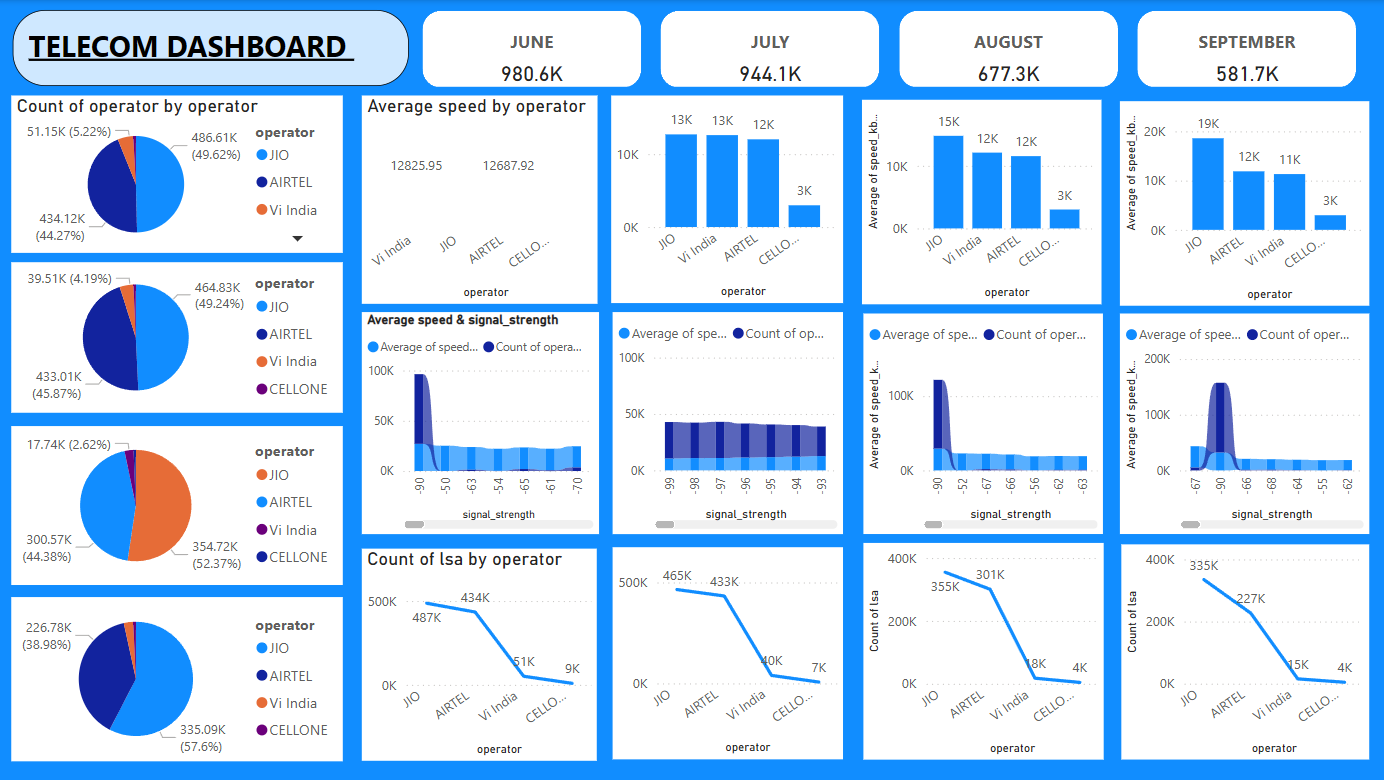 TELECOM DASHBOARD
JUNE
980.6K
JULY
944.1K
AUGUST
677.3K
SEPTEMBER
581.7K
Count of operator by operator
51.15K (5.22%)
486.61K
(49.62%)
434.12K
(44.27%)
operator
JIO
AIRTEL
Vi India
39.51K (4.19%)
464.83K
(49.24%)
433.01K
(45.87%)
operator
JIO
AIRTEL
Vi India
CELLONE
17.74K (2.62%)
300.57K
(44.38%)
354.72K
(52.37%)
operator
JIO
AIRTEL
Vi India
CELLONE
226.78K
(38.98%)
335.09K
(57.6%)
operator
JIO
AIRTEL
Vi India
CELLONE
Average speed by operator
12825.95
12687.92
Vi India
JIO
AIRTEL
CELLO...
operator
10K
0K
13K
13K
12K
3K
JIO
Vi India
AIRTEL
CELLO...
operator
Average of speed_kb...
10K
0K
15K
12K
12K
3K
JIO
Vi India
AIRTEL
CELLO...
operator
Average of speed_kb...
20K
10K
0K
19K
12K
11K
3K
JIO
AIRTEL
Vi India
CELLO...
operator
Average speed & signal_strength
Average of speed...
Count of opera...
100K
50K
0K
-90
-50
-63
-54
-65
-61
-70
signal_strength
Average of spe...
Count of op...
100K
50K
0K
-99
-98
-97
-96
-95
-94
-93
signal_strength
Average of spe...
Count of oper...
Average of speed_k...
100K
0K
-90
-52
-67
-66
-62
-63
signal_strength
Average of spe...
Count of oper...
Average of speed_k...
200K
100K
0K
-67
-90
-66
-68
-64
-55
-62
signal_strength
Count of lsa by operator
500K
0K
487K
434K
51K
9K
JIO
AIRTEL
Vi India
CELLO...
operator
500K
0K
465K
433K
40K
7K
JIO
AIRTEL
Vi India
CELLO...
operator
Count of lsa
400K
200K
0K
355K
301K
18K
4K
JIO
AIRTEL
Vi India
CELLO...
operator
Count of lsa
400K
200K
0K
335K
227K
15K
4K
JIO
AIRTEL
Vi India
CELLO...
operator